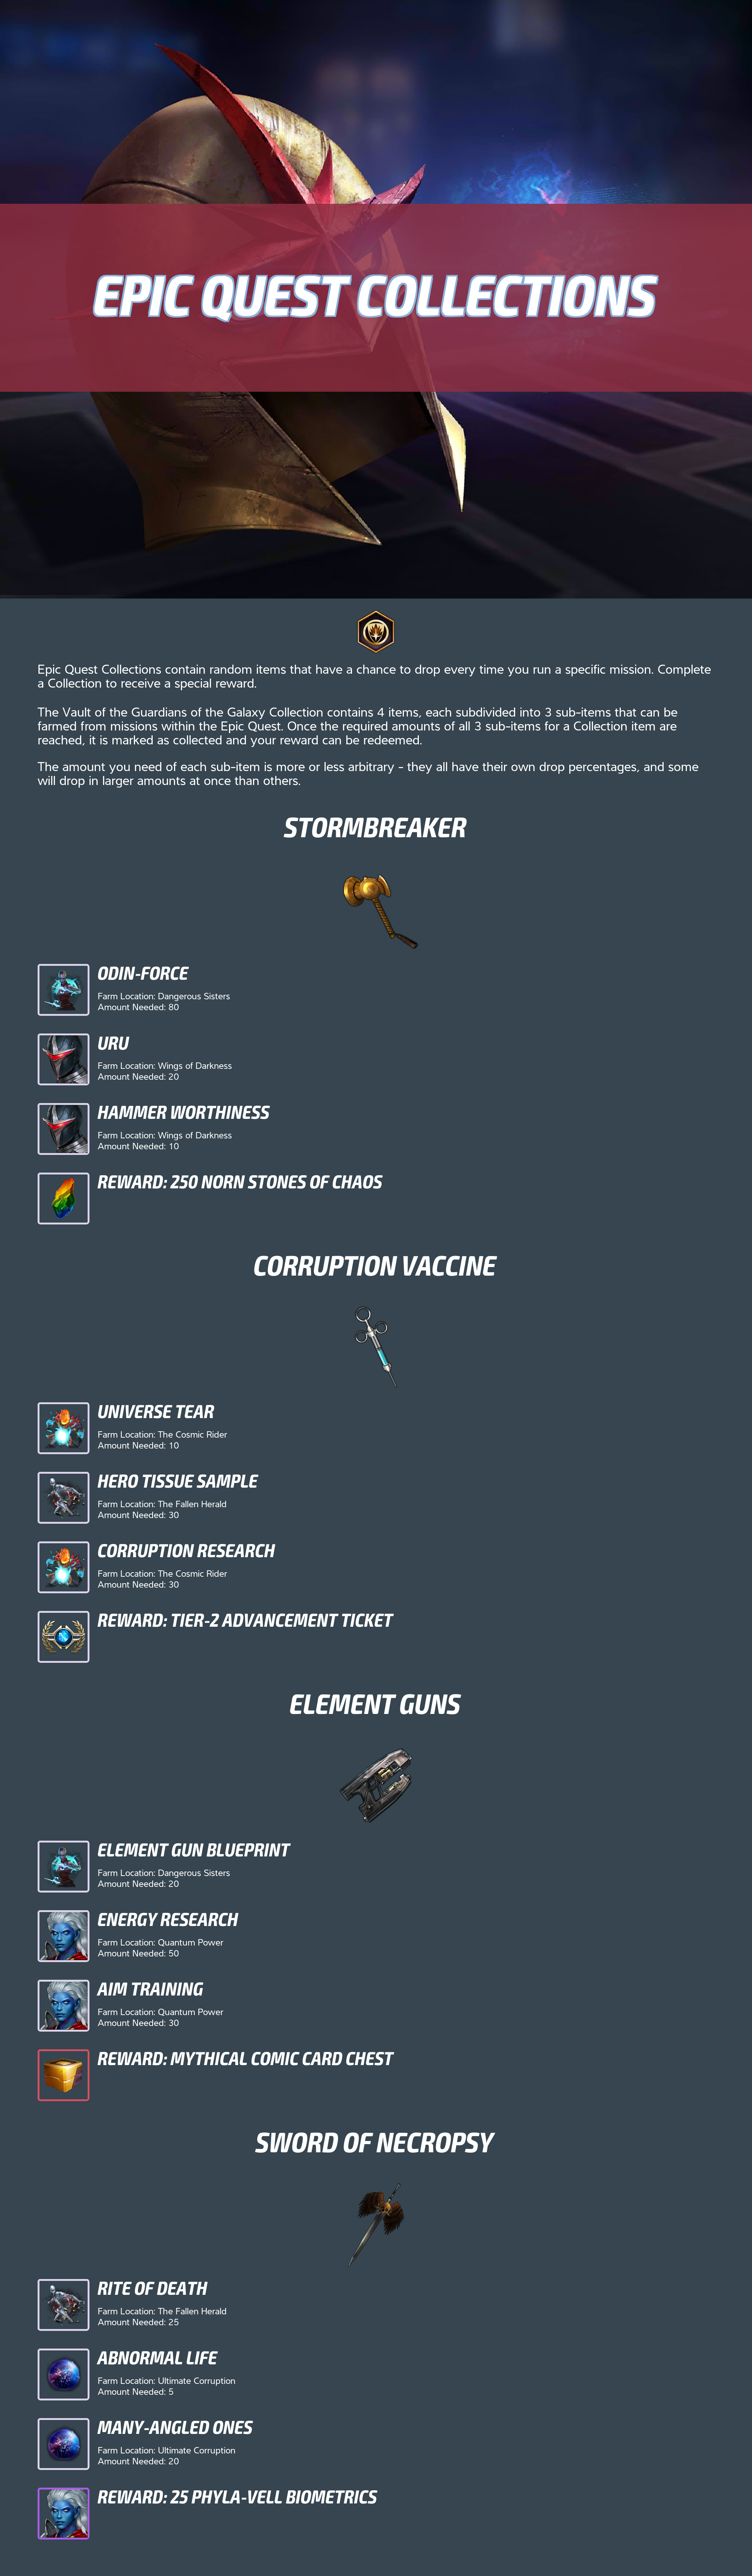 EPIC QUEST COLLECTIONS
Epic Quest Collections contain random items that have a chance to drop every time you run a specific mission. Complete
a Collection to receive a special reward.
The Vault of the Guardians of the Galaxy Collection contains 4 items, each subdivided into 3 sub-items that can be
farmed from missions within the Epic Quest. Once the required amounts of all 3 sub-items for a Collection item are
reached, it is marked as collected and your reward can be redeemed.
The amount you need of each sub-item is more or less arbitrary - they all have their own drop percentages, and some
will drop in larger amounts at once than others.
STORMBREAKER
ODIN-FORCE
Farm Location: Dangerous Sisters
Amount Needed: 80
URU
Farm Location: Wings of Darkness
Amount Needed: 20
HAMMER WORTHINESS
Farm Location: Wings of Darkness
Amount Needed: 10
REWARD: 250 NORN STONES OF CHAOS
CORRUPTION VACCINE
UNIVERSE TEAR
Farm Location: The Cosmic Rider
Amount Needed: 10
HERO TISSUE SAMPLE
Farm Location: The Fallen Herald
Amount Needed: 30
CORRUPTION RESEARCH
Farm Location: The Cosmic Rider
Amount Needed: 30
REWARD: TIER-2 ADVANCEMENT TICKET
ELEMENT GUNS
ELEMENT GUN BLUEPRINT
Farm Location: Dangerous Sisters
Amount Needed: 20
ENERGY RESEARCH
Farm Location: Quantum Power
Amount Needed: 50
AIM TRAINING
Farm Location: Quantum Power
Amount Needed: 30
REWARD: MYTHICAL COMIC CARD CHEST
SWORD OF NECROPSY
RITE OF DEATH
Farm Location: The Fallen Herald
Amount Needed: 25
ABNORMAL LIFE
Farm Location: Ultimate Corruption
Amount Needed: 5
MANY-ANGLED ONES
Farm Location: Ultimate Corruption
Amount Needed: 20
REWARD: 25 PHYLA-VELL BIOMETRICS